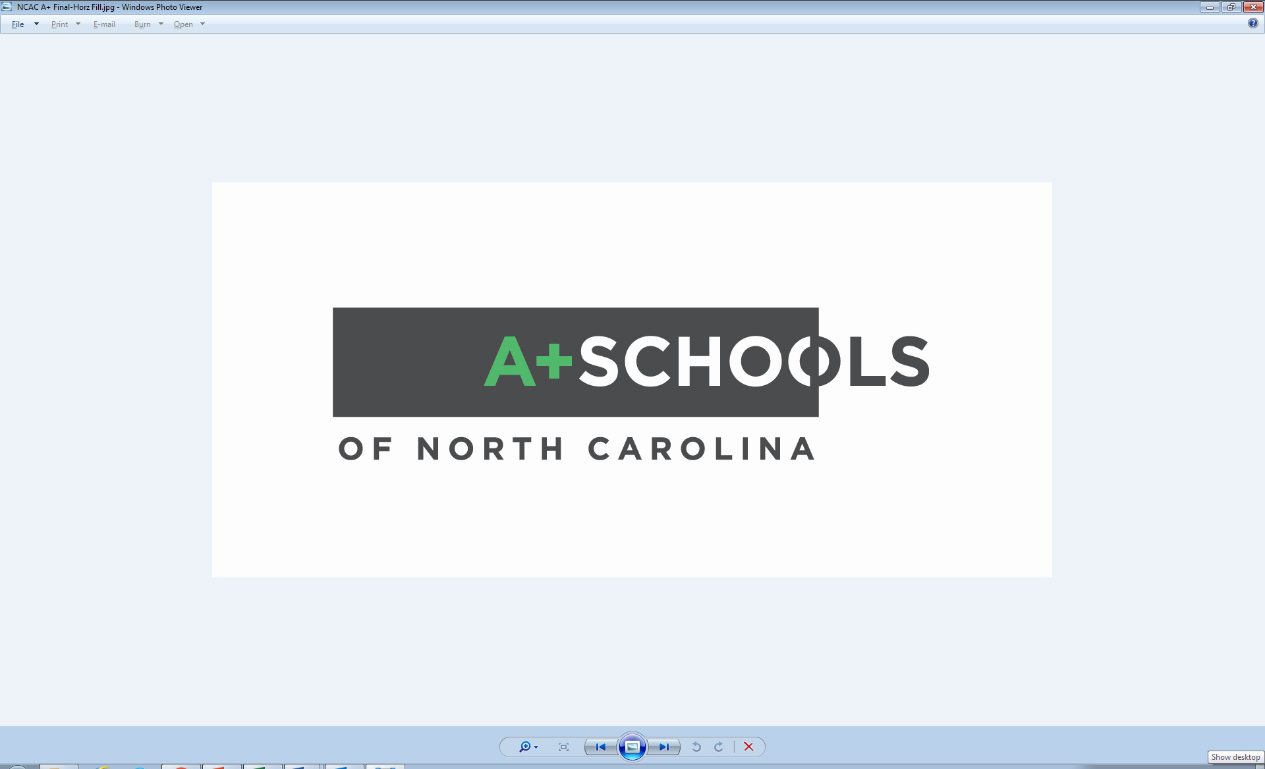 NCAC A+ Final-Horz Fill.jpg - Windows Photo Viewer
File Print E-mail Burn Open
A+SCHOOLS
OF NORTH CAROLINA
Show desktop